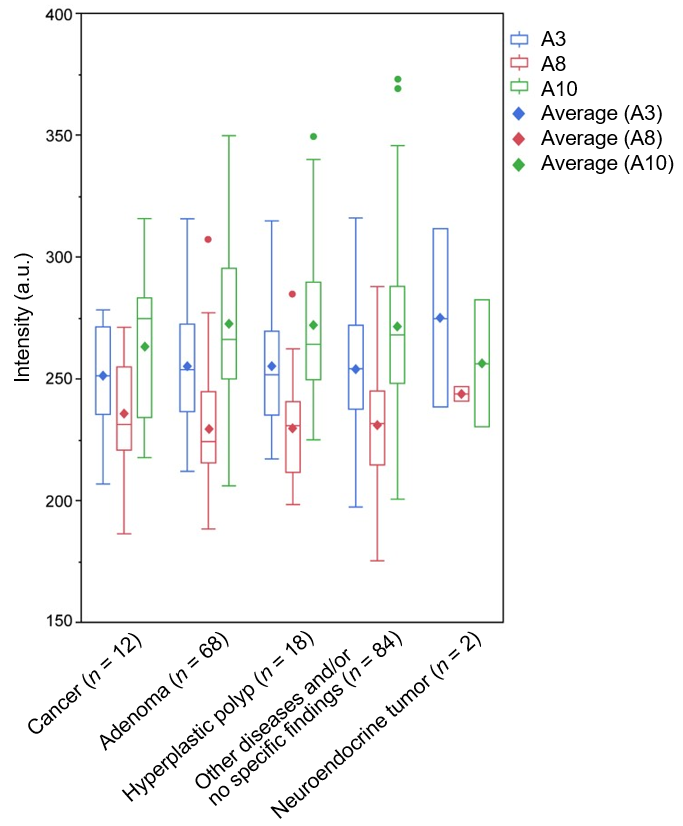 400
350
300
250
200
150
Intensity (a.u.)
A3
A8
A10
Average (A3)
Average (A8)
Average (A10)
Cancer (n = 12)
Adenoma (n = 68)
Hyperplastic polyp (n = 18)
Other diseases and/or
no specific findings (n = 84)
Neuroendocrine tumor (n = 2)